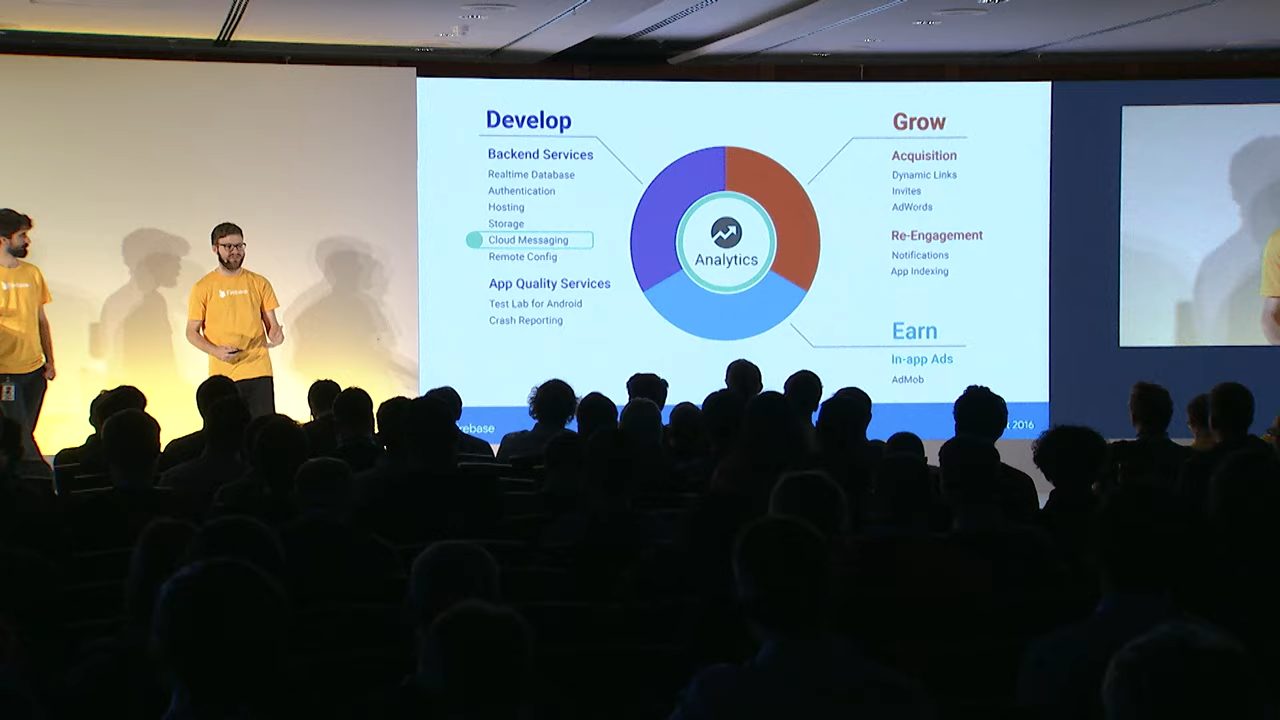 Develop
Backend Services
Realtime Database
Authentication
Hosting
Storage
Cloud Messaging
Remote Config
App Quality Services
Test Lab for Android
Crash Reporting
Analytics
Grow
Acquisition
Dynamic Links
Invites
AdWords
Re-Engagement
Notifications
App Indexing
Earn
In-app Ads
AdMob
rebase
2016
Firebase